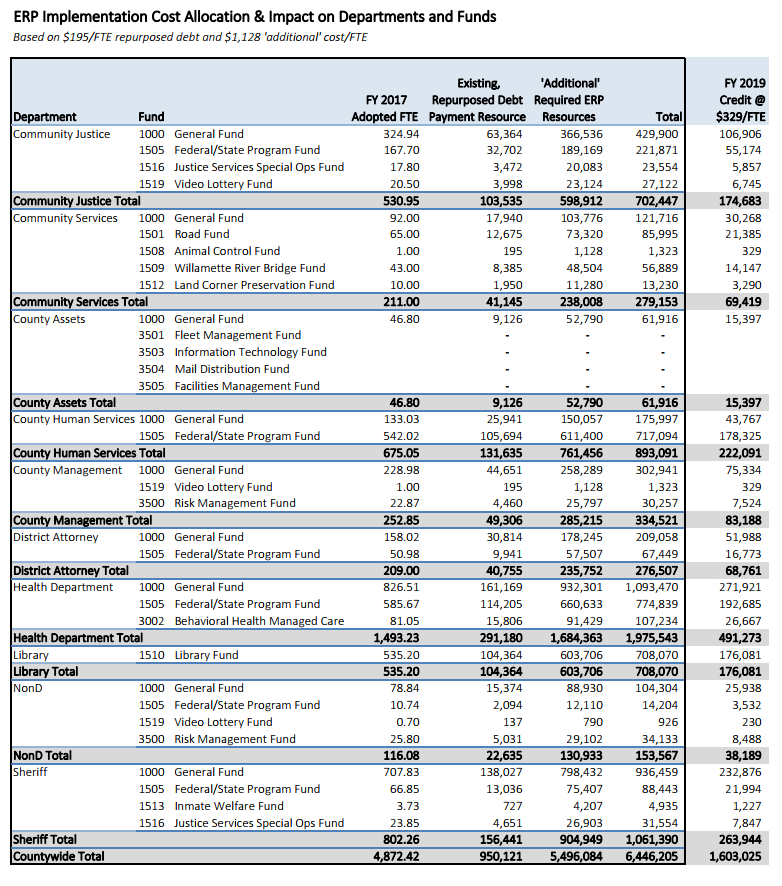 ERP Implementation Cost Allocation & Impact on Departments and Funds
Based on $195/FTE repurposed debt and $1,128 'additional' cost/FTE
Existing, 'Additional' FY 2019
FY 2017 Repurposed Debt Required ERP Credit @
Department Fund Adopted FTE Payment Resource Resources Total $329/FTE
Community Justice 1000 General Fund 324.94 63,364 366,536 429,900 106,906
1505 Federal/State Program Fund 167.70 32,702 189,169 221,871 55,174
1516 Justice Services Special Ops Fund 17.80 3,472 20,083 23,554 5,857
1519 Video Lottery Fund 20.50 3,998 23,124 27,122 6,745
Community Justice Total 530.95 103,535 598,912 702,447 174,683
Community Services 1000 General Fund 92.00 17,940 103,776 121,716 30,268
1501 Road Fund 65.00 12,675 73,320 85,995 21,385
1508 Animal Control Fund 1.00 195 1,128 1,323 329
1509 Willamette River Bridge Fund 43.00 8,385 48,504 56,889 14,147
1512 Land Corner Preservation Fund 10.00 1,950 11,280 13,230 3,290
Community Services Total 211.00 41,145 238,008 279,153 69,419
County Assets 1000 General Fund 46.80 9,126 52,790 61,916 15,397
3501 Fleet Management Fund - - -
3503 Information Technology Fund - - -
3504 Mail Distribution Fund - - -
3505 Facilities Management Fund - - -
County Assets Total 46.80 9,126 52,790 61,916 15,397
County Human Services 1000 General Fund 133.03 25,941 150,057 175,997 43,767
1505 Federal/State Program Fund 542.02 105,694 611,400 717,094 178,325
County Human Services Total 675.05 131,635 761,456 893,091 222,091
County Management 1000 General Fund 228.98 44,651 258,289 302,941 75,334
1519 Video Lottery Fund 1.00 195 1,128 1,323 329
3500 Risk Management Fund 22.87 4,460 25,797 30,257 7,524
County Management Total 252.85 49,306 285,215 334,521 83,188
District Attorney 1000 General Fund 158.02 30,814 178,245 209,058 51,988
1505 Federal/State Program Fund 50.98 9,941 57,507 67,449 16,773
District Attorney Total 209.00 40,755 235,752 276,507 68,761
Health Department 1000 General Fund 826.51 161,169 932,301 1,093,470 271,921
1505 Federal/State Program Fund 585.67 114,205 660,633 774,839 192,685
3002 Behavioral Health Managed Care 81.05 15,806 91,429 107,234 26,667
Health Department Total 1,493.23 291,180 1,684,363 1,975,543 491,273
Library 1510 Library Fund 535.20 104,364 603,706 708,070 176,081
Library Total 535.20 104,364 603,706 708,070 176,081
NonD 1000 General Fund 78.84 15,374 88,930 104,304 25,938
1505 Federal/State Program Fund 10.74 2,094 12,110 14,204 3,532
1519 Video Lottery Fund 0.70 137 790 926 230
3500 Risk Management Fund 25.80 5,031 29,102 34,133 8,488
NonD Total 116.08 22,635 130,933 153,567 38,189
Sheriff 1000 General Fund 707.83 138,027 798,432 936,459 232,876
1505 Federal/State Program Fund 66.85 13,036 75,407 88,443 21,994
1513 Inmate Welfare Fund 3.73 727 4,207 4,935 1,227
1516 Justice Services Special Ops Fund 23.85 4,651 26,903 31,554 7,847
Sheriff Total 802.26 156,441 904,949 1,061,390 263,944
Countywide Total 4,872.42 950,121 5,496,084 6,446,205 1,603,025